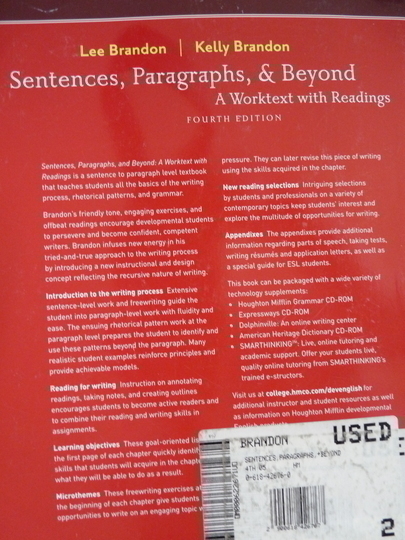 Lee Brandon | Kelly Brandon
Sentences, Paragraphs, & Beyond
A Worktext with Readings
FOURTH EDITION
Sentences, Paragraphs, and Beyond: A Worktext with
Readings is a sentence to paragraph level textbook
that teaches students all the basics of the writing
process, rhetorical patterns, and grammar.
Brandon's friendly tone, engaging exercises, and
offbeat readings encourage developmental students
to persevere and become confident, competent
writers. Brandon infuses new energy in his
tried-and-true approach to the writing process
by introducing a new instructional and design
concept reflecting the recursive nature of writing.
Introduction to the writing process Extensive
sentence-level work and freewriting guide the
student into paragraph-level work with fluidity and
ease. The ensuing rhetorical pattern work at the
paragraph level prepares the student to identify and
use these patterns beyond the paragraph. Many
realistic student examples reinforce principles and
provide achievable models.
Reading for writing Instruction on annotating
readings, taking notes, and creating outlines
encourages students to become active readers and
to combine their reading and writing skills in
assignments.
Learning objectives These goal-oriented
the first page of each chapter quickly
skills that students will acquire in the
what they will be able to do as a result.
Microthemes These freewriting exercises
the beginning of each chapter give
opportunities to write on an engaging topic
pressure. They can later revise this piece of writing
using the skills acquired in the chapter.
New reading selections Intriguing selections
by students and professionals on a variety of
contemporary topics keep students' interest and
explore the multitude of opportunities for writing.
Appendixes The appendixes provide additional
information regarding parts of speech, taking tests,
writing résumés and application letters, as well as
a special guide for ESL students.
This book can be packaged with a wide variety of
technology supplements:
• Houghton Mifflin Grammar CD-ROM
• Expressways CD-ROM
• Dolphinville: An online writing center
• American Heritage Dictionary CD-ROM
• SMARTHINKING™: Live, online tutoring and
academic support. Offer your students live,
quality online tutoring from SMARTHINKING's
trained e-structors.
Visit us at college.hmco.com/devenglish for
additional instructor and student resources as well
as information on Houghton Mifflin developmental
BRANDON USED
SENTENCES,PARAGRAPHS,+BEYOND
4TH 05 HM
0-618-42676-0
2